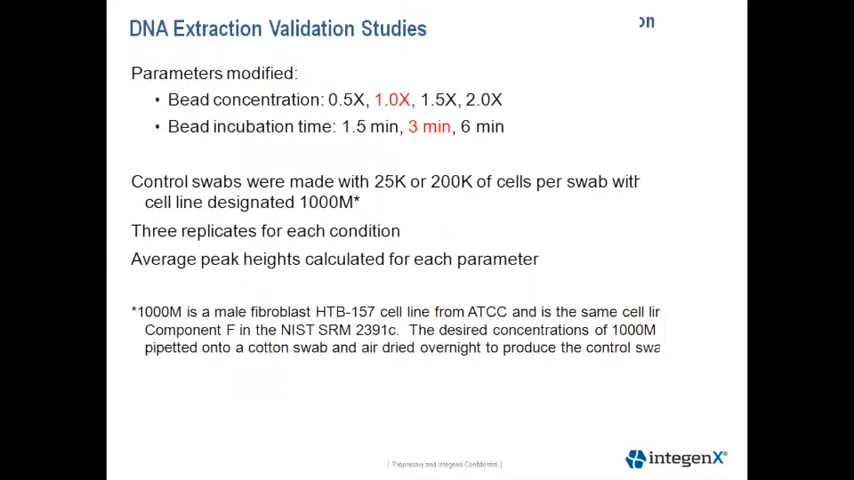 DNA Extraction Validation Studies
on
Parameters modified:
• Bead concentration: 0.5X, 1.0X, 1.5X, 2.0X
• Bead incubation time: 1.5 min, 3 min, 6 min
Control swabs were made with 25K or 200K of cells per swab with
cell line designated 1000M*
Three replicates for each condition
Average peak heights calculated for each parameter
*1000M is a male fibroblast HTB-157 cell line from ATCC and is the same cell
Component F in the NIST SRM 2391c. The desired concentrations of 1000M
pipetted onto a cotton swab and air dried overnight to produce the control
[ Proprietary and IntegenX Confidential ]
integenX®